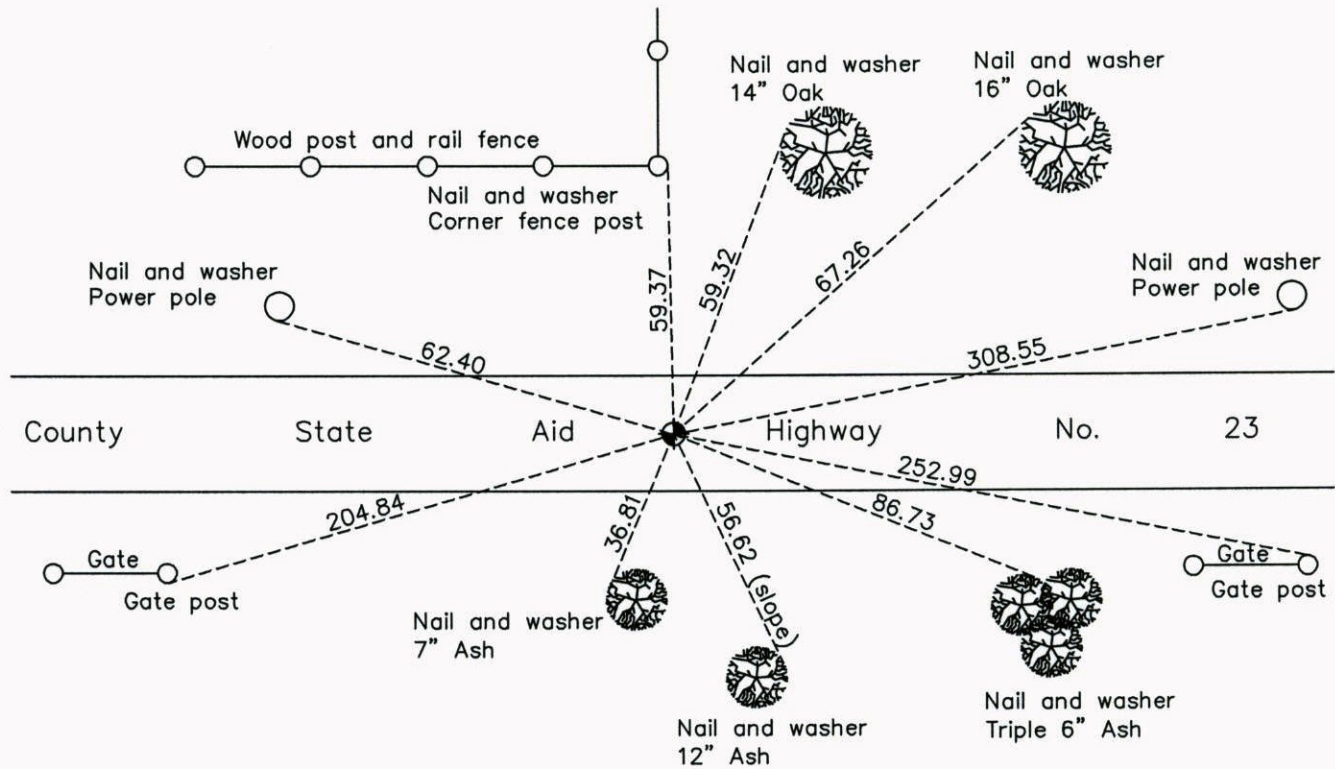 Nail and washer
14” Oak
Nail and washer
16” Oak
Wood post and rail fence
Nail and washer
Corner fence post
Nail and washer
Power pole
Nail and washer
Power pole
59.37
59.32
67.26
62.40
308.55
County State Aid Highway No. 23
204.84
36.81
56.62 (slope)
86.73
252.99
Gate
Gate post
Gate
Gate post
Nail and washer
7” Ash
Nail and washer
12” Ash
Nail and washer
Triple 6” Ash